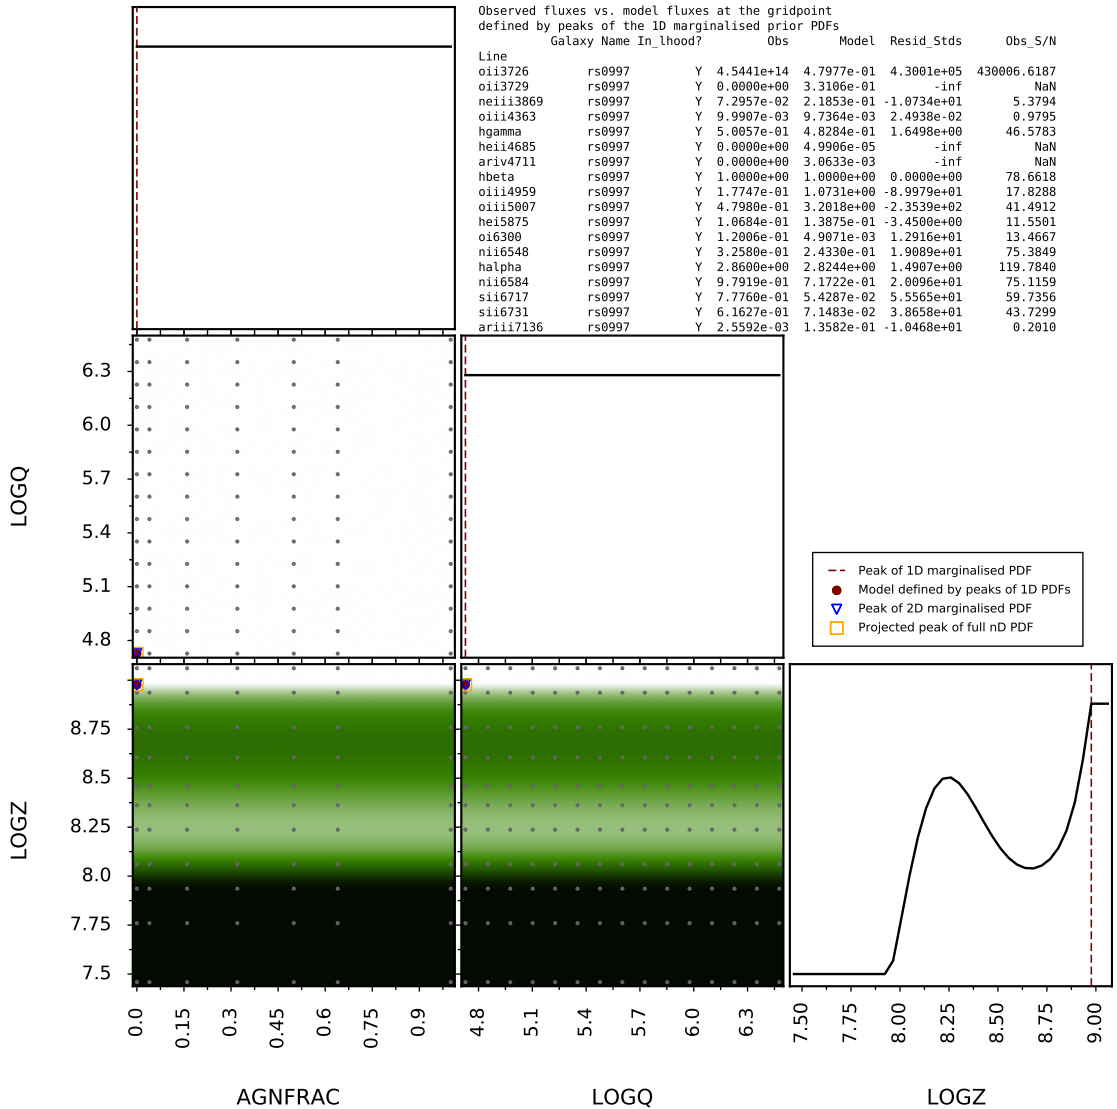 Observed fluxes vs. model fluxes at the gridpoint
defined by peaks of the 1D marginalised prior PDFs
Galaxy Name In_lhood? Obs Model Resid_Stds Obs_S/N
Line
oii3726 rs0997 Y 4.5441e+14 4.7977e-01 4.3001e+05 430006.6187
oii3729 rs0997 Y 0.0000e+00 3.3106e-01 -inf NaN
neiii3869 rs0997 Y 7.2957e-02 2.1853e-01 -1.0734e+01 5.3794
oiii4363 rs0997 Y 9.9907e-03 9.7364e-03 2.4938e-02 0.9795
hgamma rs0997 Y 5.0057e-01 4.8284e-01 1.6498e+00 46.5783
heii4685 rs0997 Y 0.0000e+00 4.9906e-05 -inf NaN
ariv4711 rs0997 Y 0.0000e+00 3.0633e-03 -inf NaN
hbeta rs0997 Y 1.0000e+00 1.0000e+00 0.0000e+00 78.6618
oiii4959 rs0997 Y 1.7747e-01 1.0731e+00 -8.9979e+01 17.8288
oiii5007 rs0997 Y 4.7980e-01 3.2018e+00 -2.3539e+02 41.4912
hei5875 rs0997 Y 1.0684e-01 1.3875e-01 -3.4500e+00 11.5501
oi6300 rs0997 Y 1.2006e-01 4.9071e-03 1.2916e+01 13.4667
nii6548 rs0997 Y 3.2580e-01 2.4330e-01 1.9089e+01 75.3849
halpha rs0997 Y 2.8600e+00 2.8244e+00 1.4907e+00 119.7840
nii6584 rs0997 Y 9.7919e-01 7.1722e-01 2.0096e+01 75.1159
sii6717 rs0997 Y 7.7760e-01 5.4287e-02 5.5565e+01 59.7356
sii6731 rs0997 Y 6.1627e-01 7.1483e-02 3.8658e+01 43.7299
ariii7136 rs0997 Y 2.5592e-03 1.3582e-01 -1.0468e+01 0.2010
LOGQ
6.3
6.0
5.7
5.4
5.1
4.8
Peak of 1D marginalised PDF
Model defined by peaks of 1D PDFs
Peak of 2D marginalised PDF
Projected peak of full nD PDF
LOGZ
8.75
8.5
8.25
8.0
7.75
7.5
0.0 0.15 0.3 0.45 0.6 0.75 0.9
4.8 5.1 5.4 5.7 6.0 6.3
7.50 7.75 8.00 8.25 8.50 8.75 9.00
AGNFRAC LOGQ LOGZ